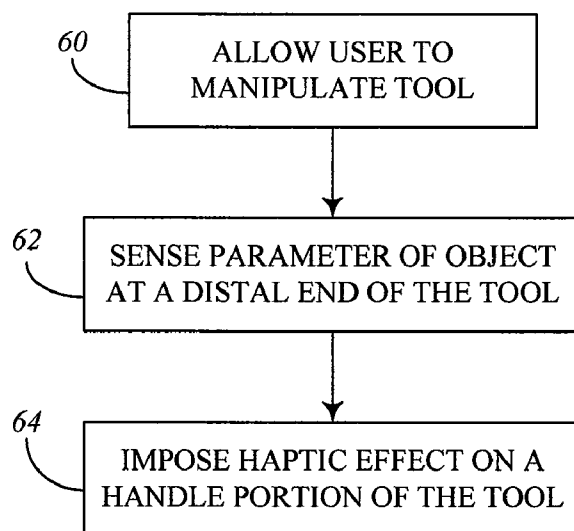 60
ALLOW USER TO
MANIPULATE TOOL
62
SENSE PARAMETER OF OBJECT
AT A DISTAL END OF THE TOOL
64
IMPOSE HAPTIC EFFECT ON A
HANDLE PORTION OF THE TOOL